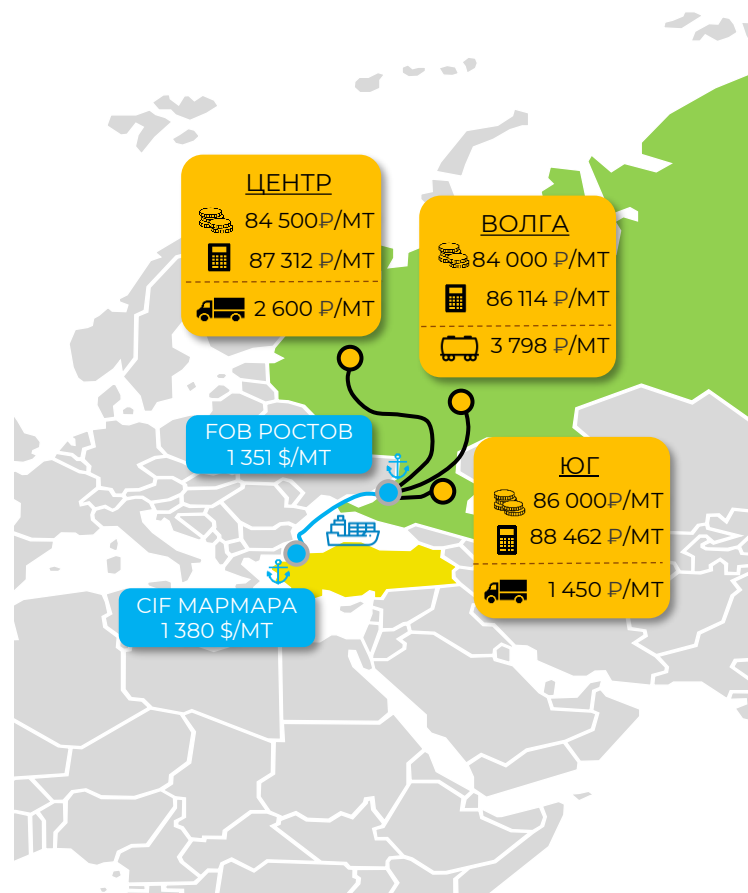 ЦЕНТР
84 500₽/МТ
87 312 ₽/МТ
2 600 ₽/МТ
ВОЛГА
84 000 ₽/МТ
86 114 ₽/МТ
3 798 ₽/МТ
FOB РОСТОВ
1 351 $/МТ
ЮГ
86 000₽/МТ
88 462 ₽/МТ
1 450 ₽/МТ
CIF МАРМАРА
1 380 $/МТ